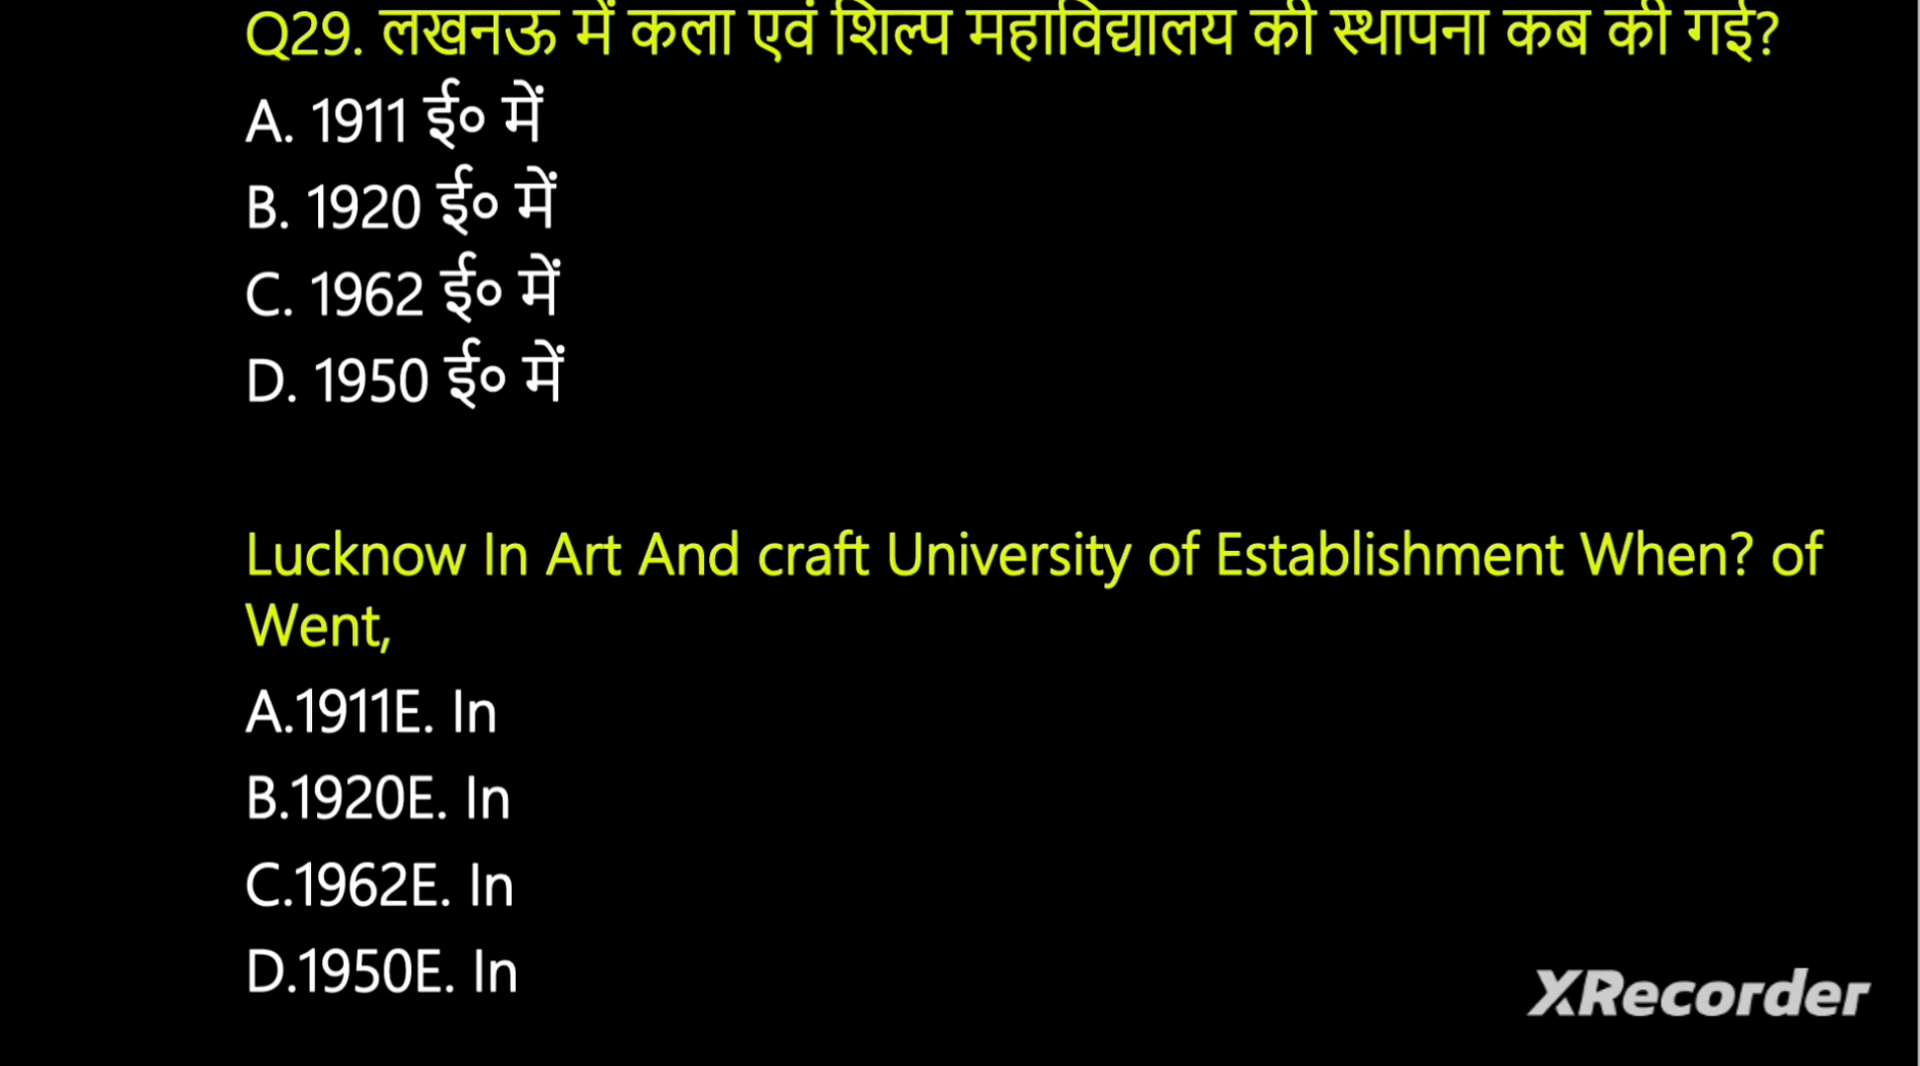 Q29. लखनऊ में कला एवं शिल्प महाविद्यालय की स्थापना कब की गई?
A. 1911 ई० में
B. 1920 ई० में
C. 1962 ई० में
D. 1950 ई० में
Lucknow In Art And craft University of Establishment When? of
Went,
A.1911E. In
B.1920E. In
C.1962E. In
D.1950E. In
XRecorder